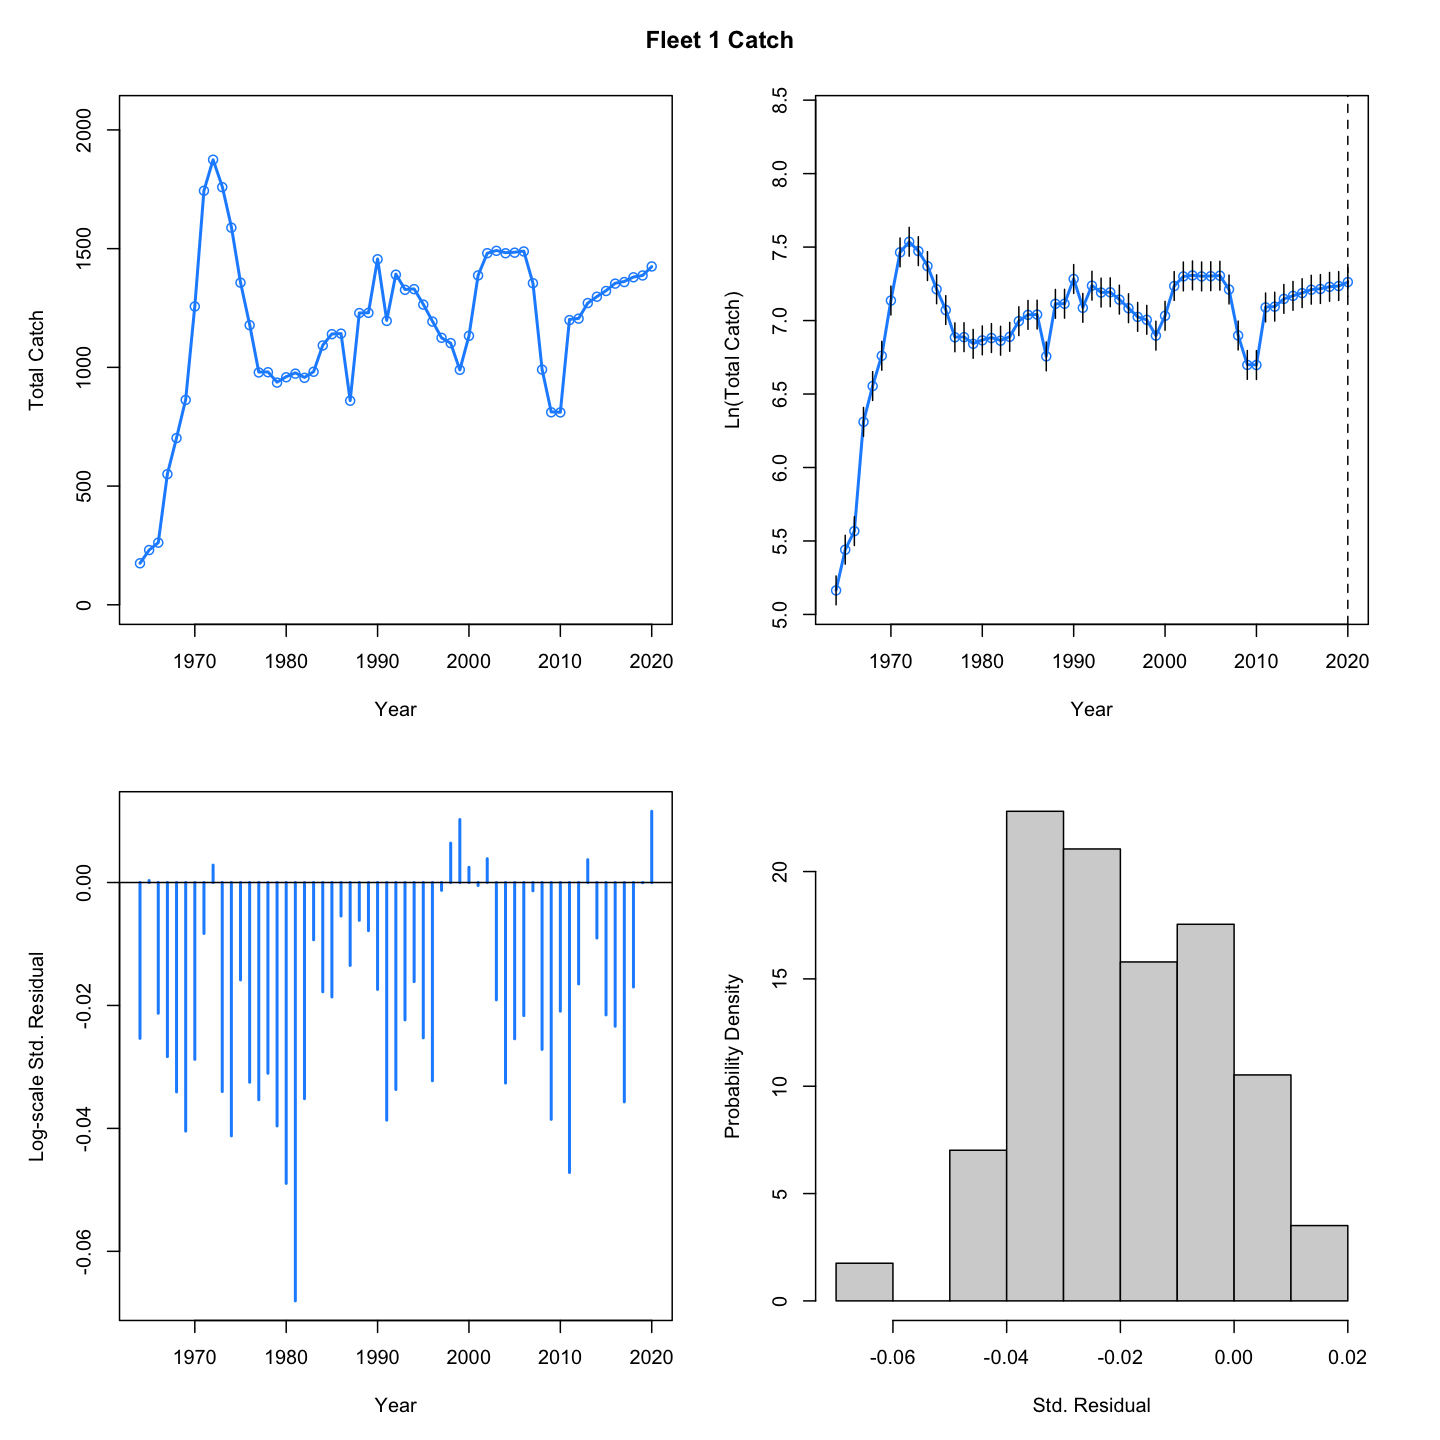 Fleet 1 Catch
Total Catch
0
500
1000
1500
2000
1970 1980 1990 2000 2010 2020
Year
Ln(Total Catch)
5.0
5.5
6.0
6.5
7.0
7.5
8.0
8.5
1970 1980 1990 2000 2010 2020
Year
Log-scale Std. Residual
-0.06
-0.04
-0.02
0.00
1970 1980 1990 2000 2010 2020
Year
Probability Density
0
5
10
15
20
-0.06 -0.04 -0.02 0.00 0.02
Std. Residual